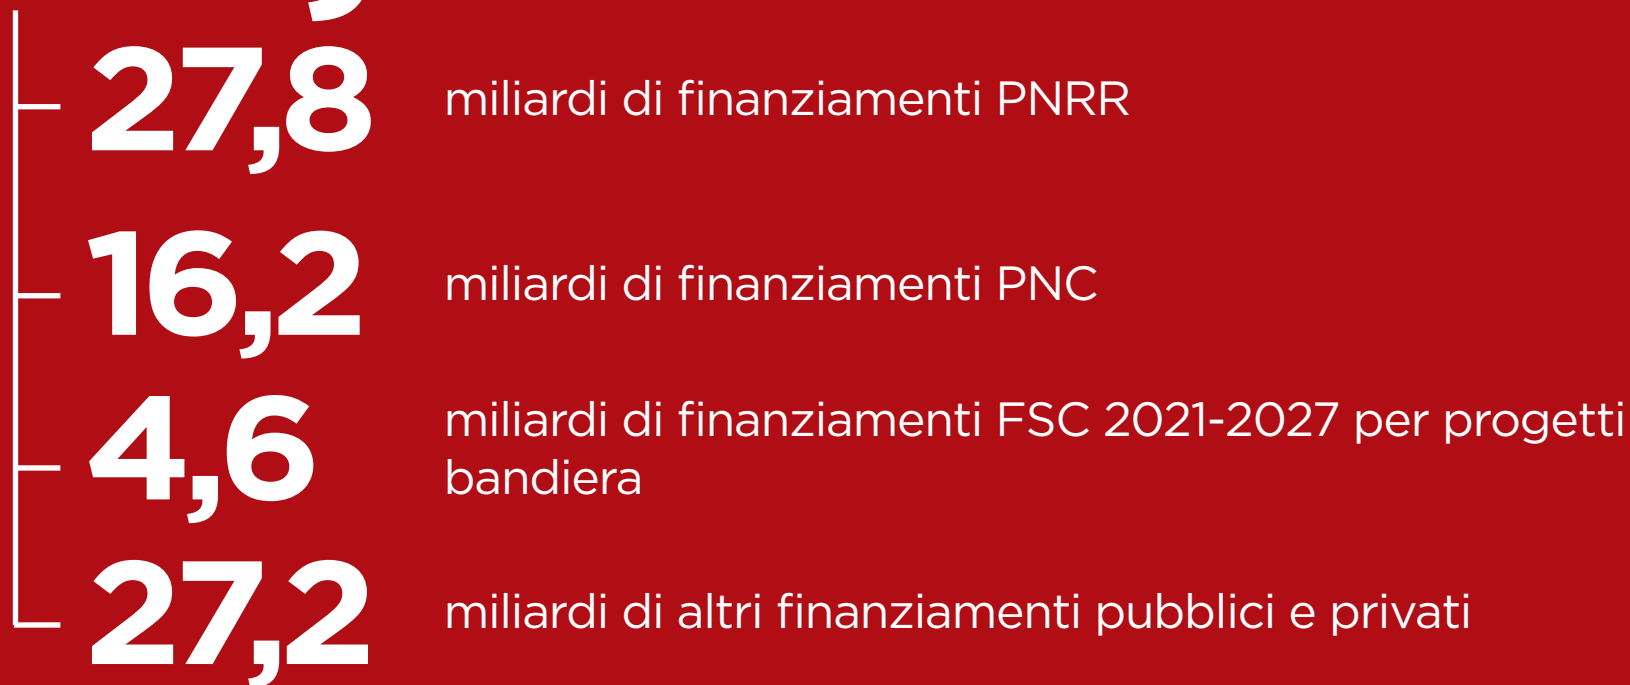 27,8 miliardi di finanziamenti PNRR
16,2 miliardi di finanziamenti PNC
4,6 miliardi di finanziamenti FSC 2021-2027 per progetti
bandiera
27,2 miliardi di altri finanziamenti pubblici e privati